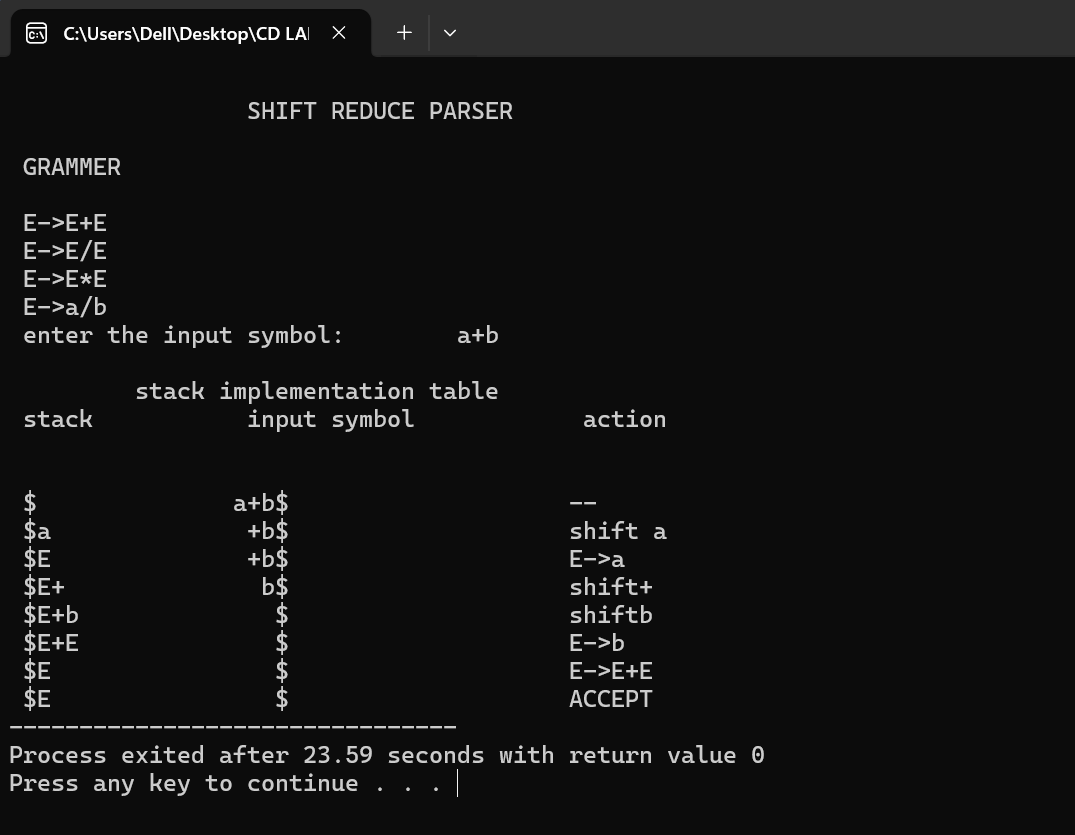 C:\Users\Dell\Desktop\CD LA
SHIFT REDUCE PARSER
GRAMMER
E->E+E
E->E/E
E->E*E
E->a/b
enter the input symbol: a+b
stack implementation table
stack input symbol action
$ a+b$ --
$a +b$ shift a
$E +b$ E->a
$E+ b$ shift+
$E+b $ shiftb
$E+E $ E->b
$E $ E->E+E
$E $ ACCEPT
--------------------------------
Process exited after 23.59 seconds with return value 0
Press any key to continue . . .